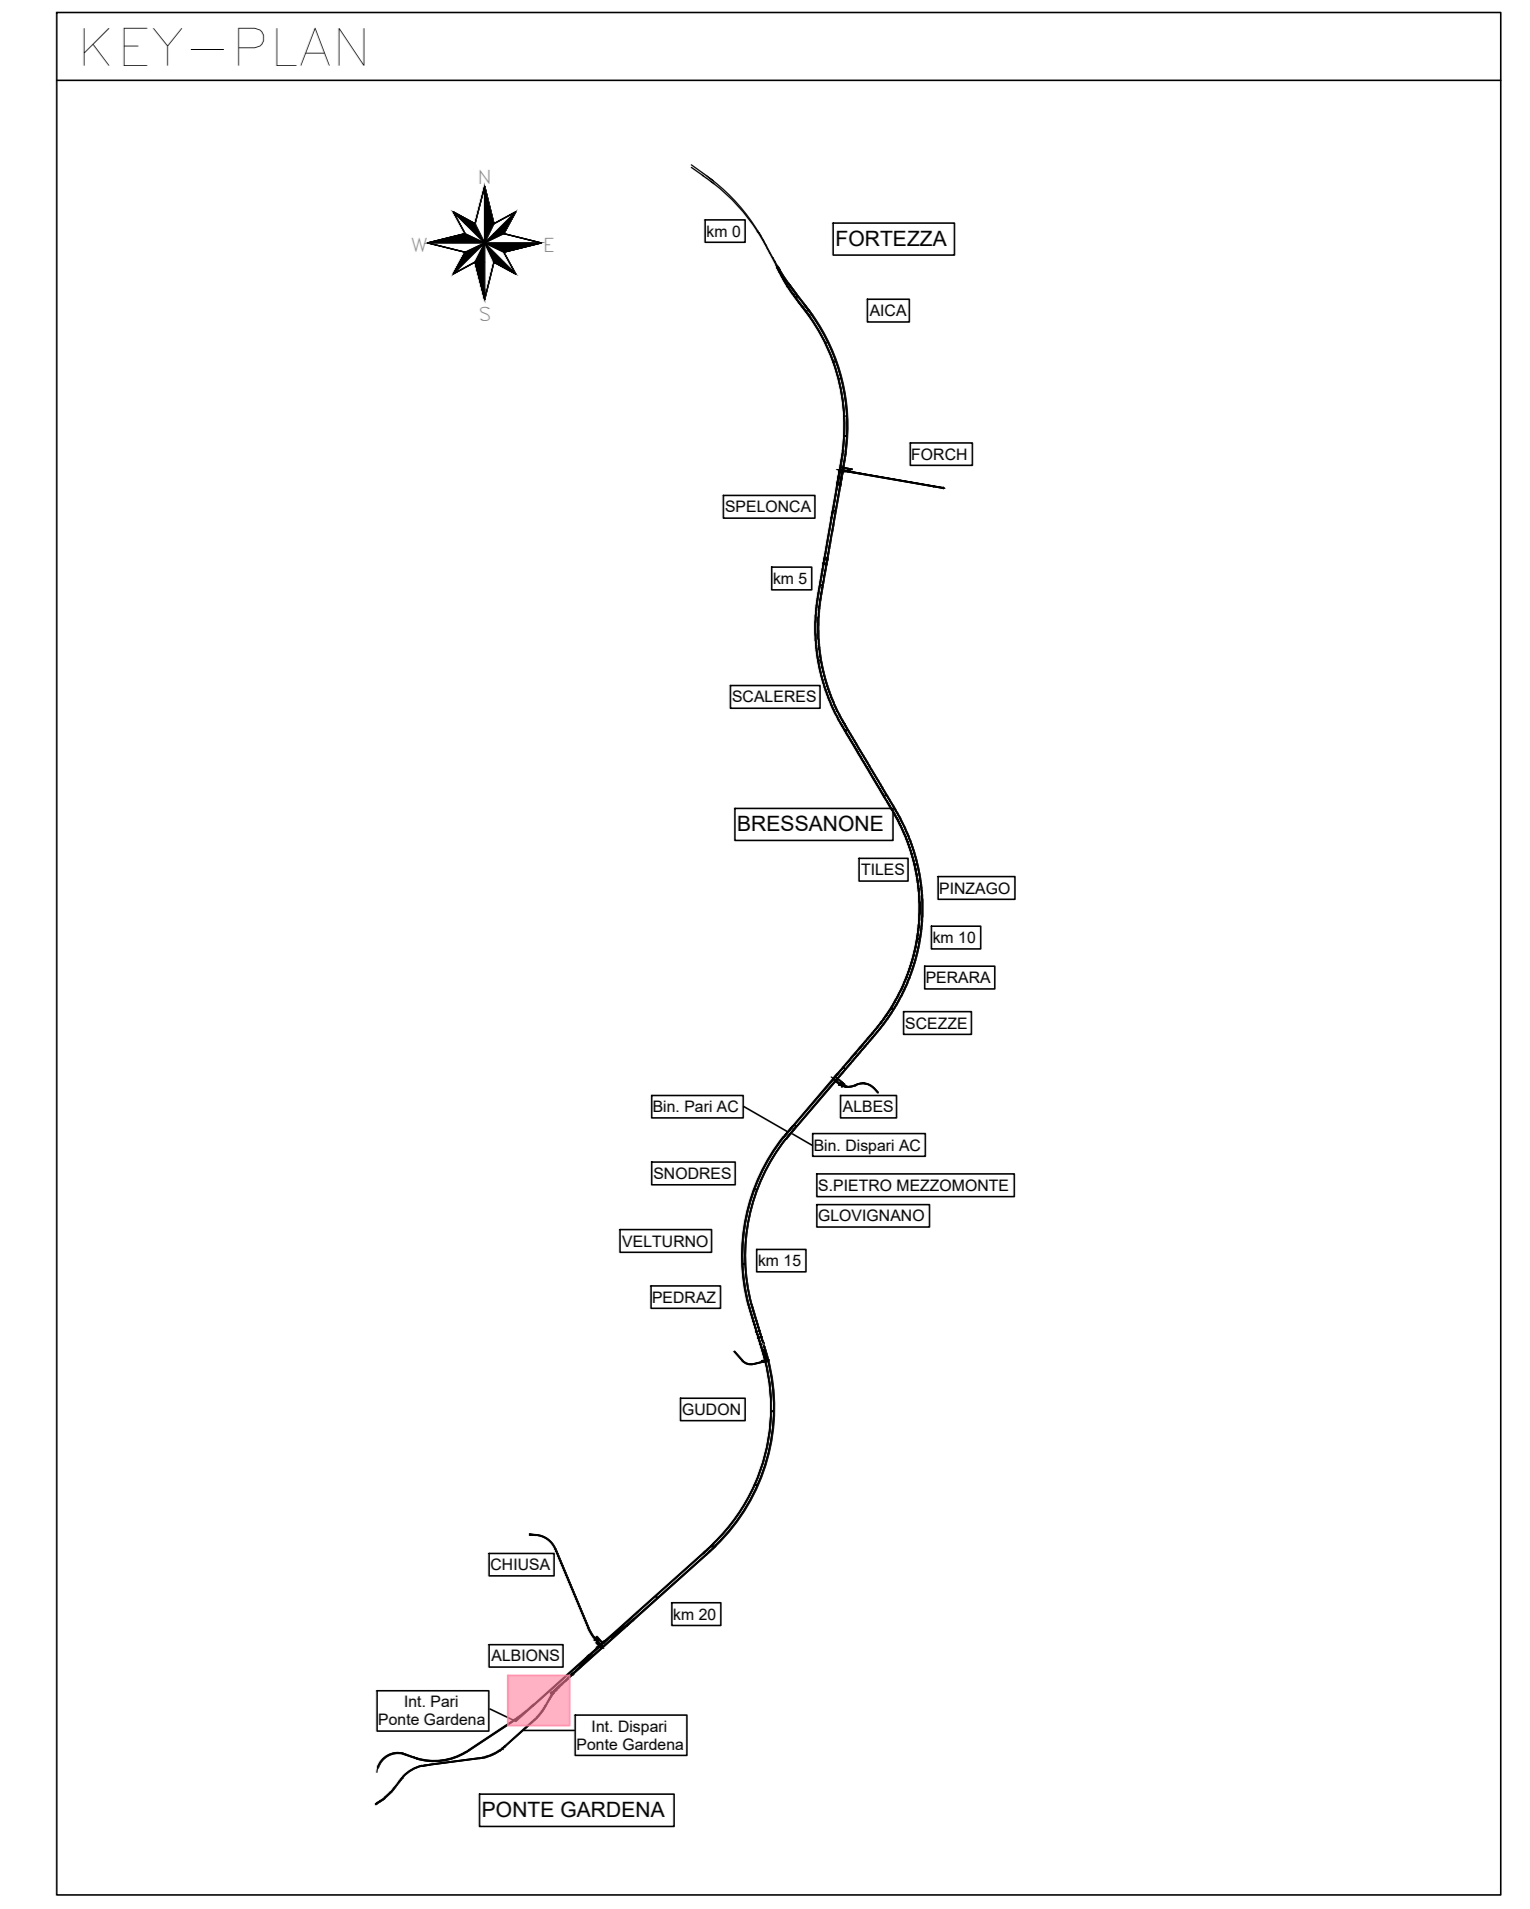 KEY-PLAN
N
W
E
S
km 0
FORTEZZA
AICA
FORCH
SPELONCA
km 5
SCALERES
BRESSANONE
TILES
PINZAGO
km 10
PERARA
SCEZZE
Bin. Pari AC
ALBES
Bin. Dispari AC
SNODRES
S.PIETRO MEZZOMONTE
GLOVIGNANO
VELTURNO
km 15
PEDRAZ
GUDON
CHIUSA
km 20
ALBIONS
Int. Pari
Ponte Gardena
Int. Dispari
Ponte Gardena
PONTE GARDENA